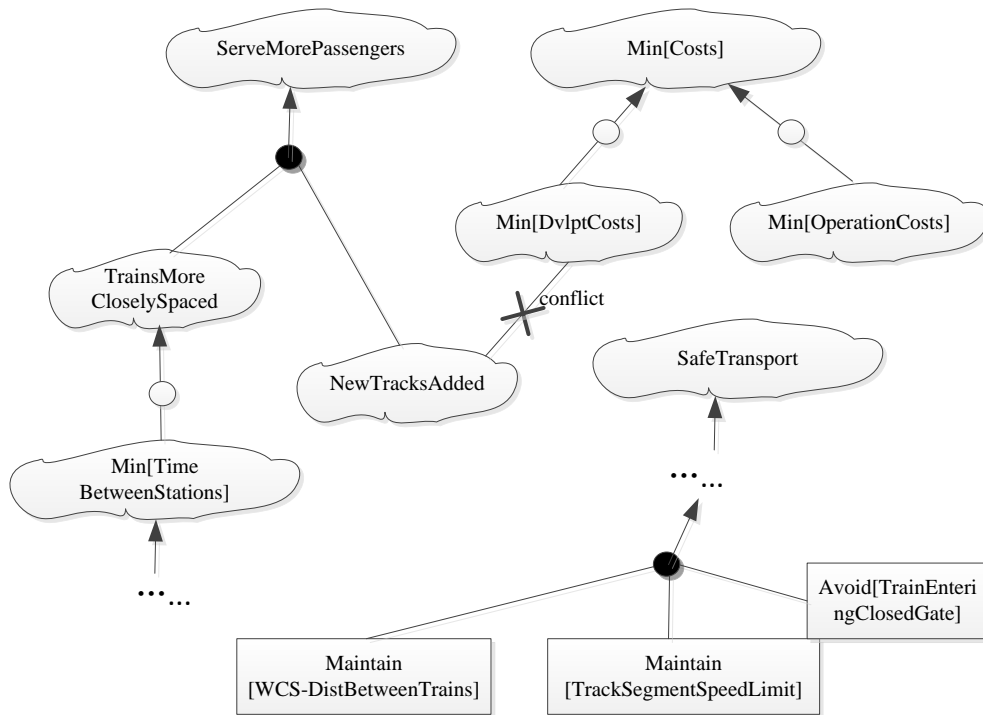 ServeMorePassengers
Min[Costs]
Min[DvlptCosts]
Min[OperationCosts]
TrainsMore
CloselySpaced
conflict
NewTracksAdded
SafeTransport
Min[Time
BetweenStations]
...
...
...
...
Avoid[TrainEnteri
ngClosedGate]
Maintain
[WCS-DistBetweenTrains]
Maintain
[TrackSegmentSpeedLimit]